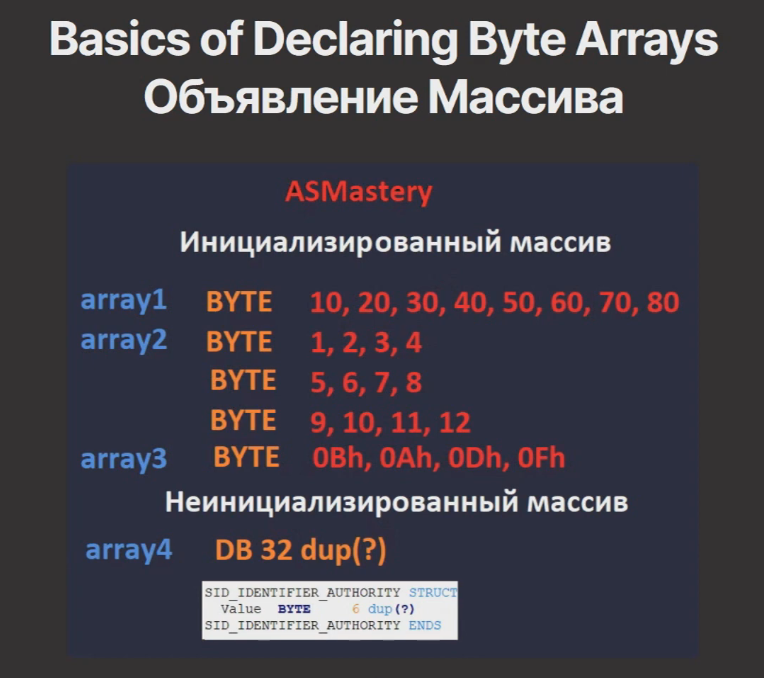 Basics of Declaring Byte Arrays
Объявление Массива
ASMastery
Инициализированный массив
array1 BYTE 10, 20, 30, 40, 50, 60, 70, 80
array2 BYTE 1, 2, 3, 4
BYTE 5, 6, 7, 8
BYTE 9, 10, 11, 12
array3 BYTE 0Bh, 0Ah, 0Dh, 0Fh
Неинициализированный массив
array4 DB 32 dup(?)
SID_IDENTIFIER_AUTHORITY STRUCT
Value BYTE 6 dup(?)
SID_IDENTIFIER_AUTHORITY ENDS